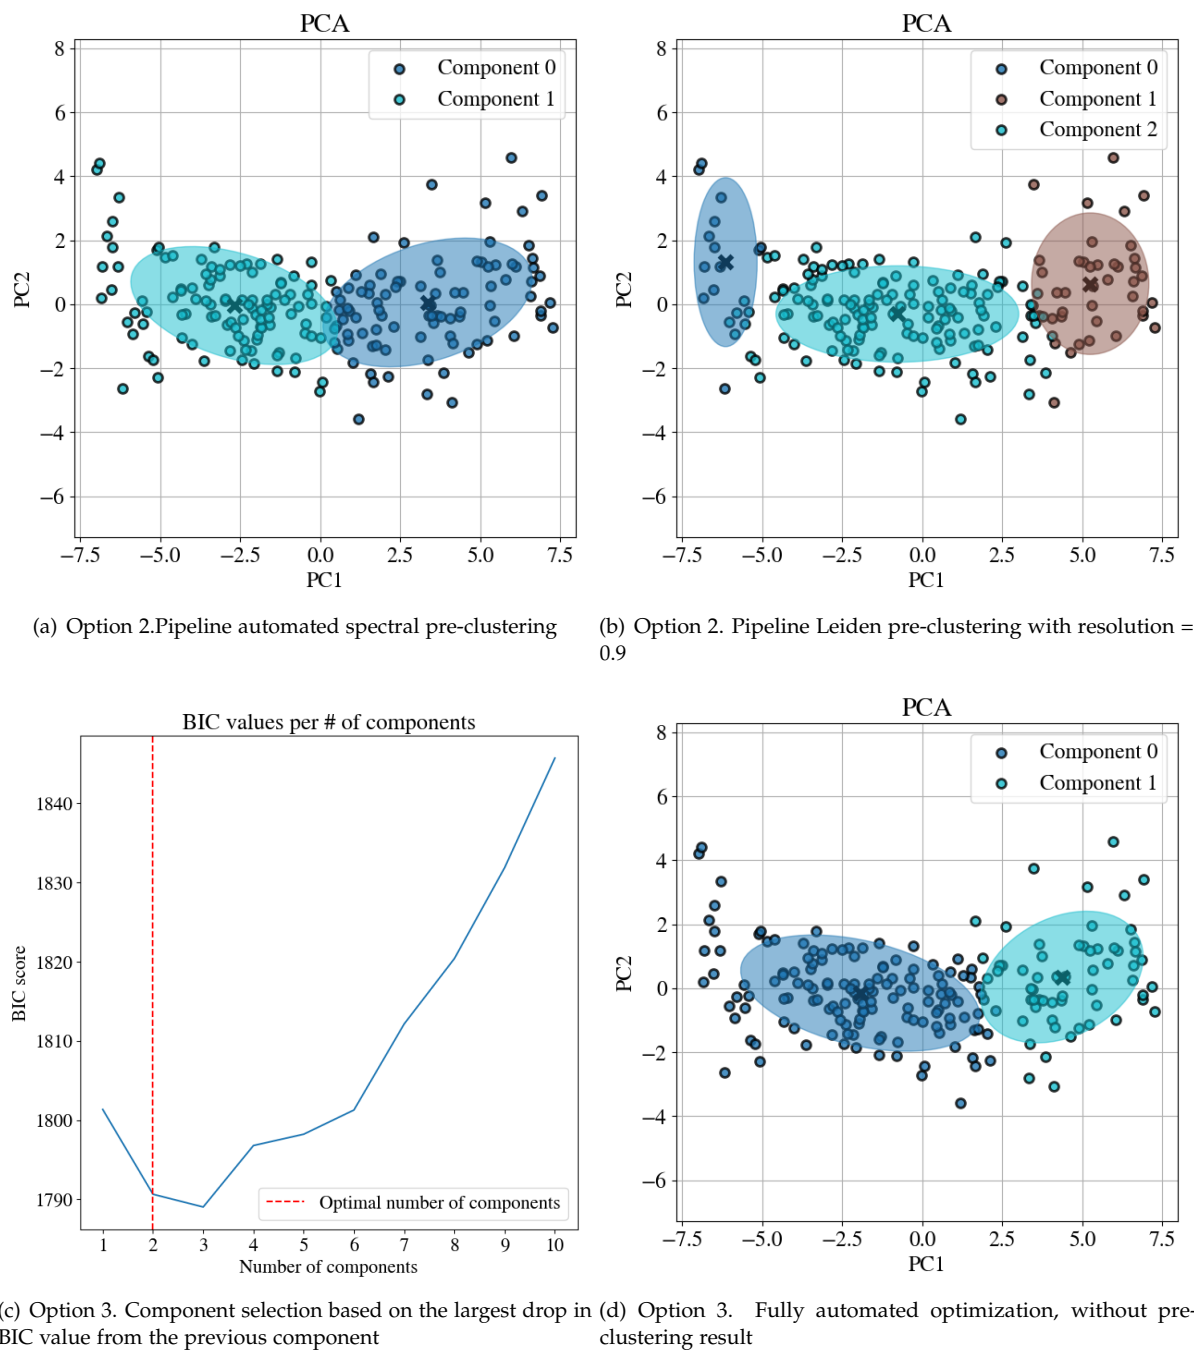 PCA
Component 0
Component 1
8
6
4
2
0
−2
−4
−6
PC2
−7.5 −5.0 −2.5 0.0 2.5 5.0 7.5
PC1
(a) Option 2.Pipeline automated spectral pre-clustering
PCA
Component 0
Component 1
Component 2
8
6
4
2
0
−2
−4
−6
PC2
−7.5 −5.0 −2.5 0.0 2.5 5.0 7.5
PC1
(b) Option 2. Pipeline Leiden pre-clustering with resolution =
0.9
BIC values per # of components
1840
1830
1820
1810
1800
1790
BIC score
Optimal number of components
1 2 3 4 5 6 7 8 9 10
Number of components
(c) Option 3. Component selection based on the largest drop in
BIC value from the previous component
PCA
Component 0
Component 1
8
6
4
2
0
−2
−4
−6
PC2
−7.5 −5.0 −2.5 0.0 2.5 5.0 7.5
PC1
(d) Option 3. Fully automated optimization, without pre-
clustering result